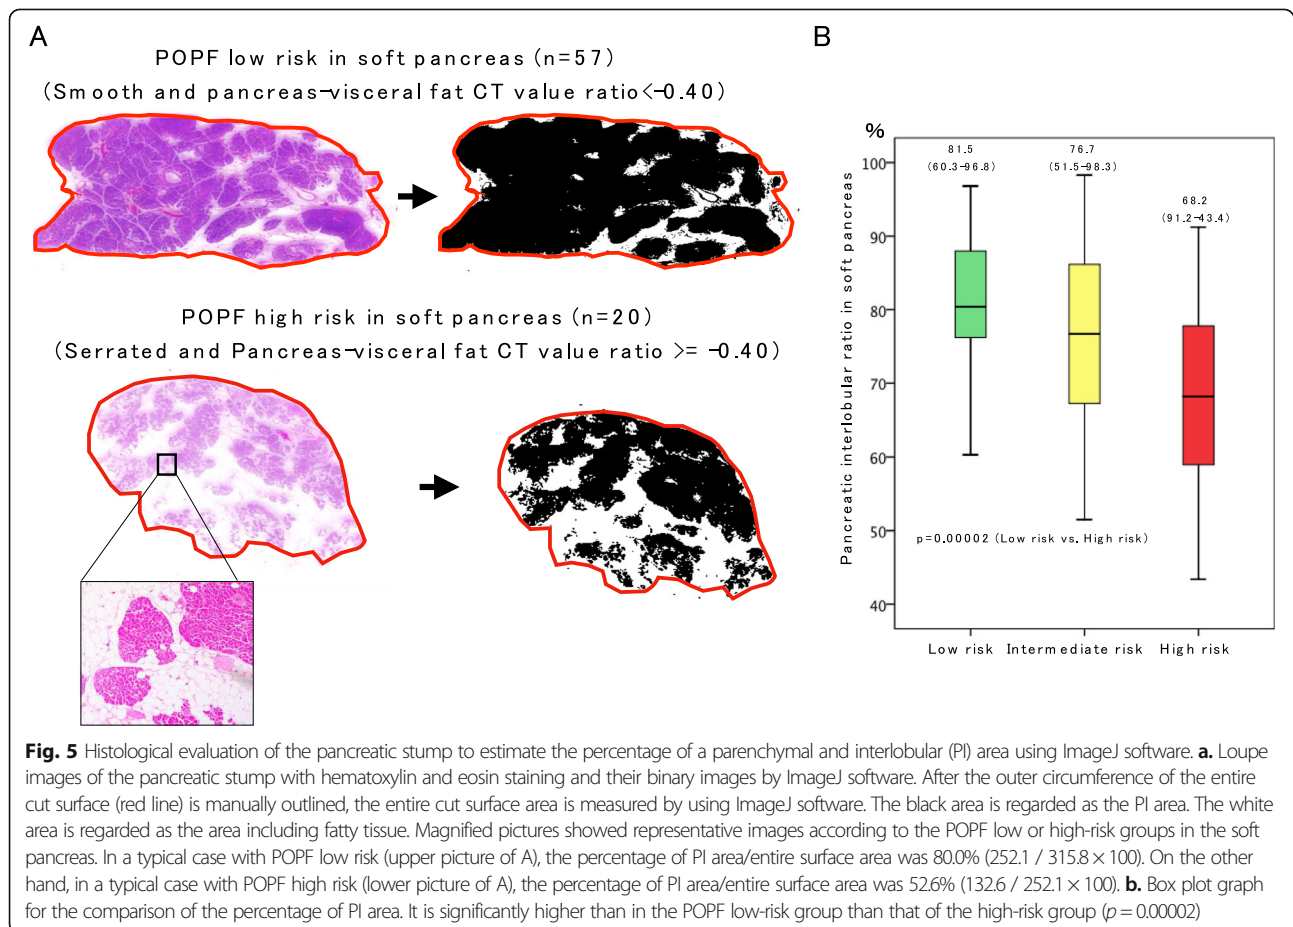 A
POPF low risk in soft pancreas (n=57)
(Smooth and pancreas-visceral fat CT value ratio<-0.40)
POPF high risk in soft pancreas (n=20)
(Serrated and Pancreas-visceral fat CT value ratio >= -0.40)
B
%
Pancreatic interlobular ratio in soft pancreas
100
90
80
70
60
50
40
81.5
(60.3-96.8)
76.7
(51.5-98.3)
68.2
(91.2-43.4)
p=0.00002 (Low risk vs. High risk)
Low risk Intermediate risk High risk
Fig. 5 Histological evaluation of the pancreatic stump to estimate the percentage of a parenchymal and interlobular (PI) area using ImageJ software. a. Loupe
images of the pancreatic stump with hematoxylin and eosin staining and their binary images by ImageJ software. After the outer circumference of the entire
cut surface (red line) is manually outlined, the entire cut surface area is measured by using ImageJ software. The black area is regarded as the PI area. The white
area is regarded as the area including fatty tissue. Magnified pictures showed representative images according to the POPF low or high-risk groups in the soft
pancreas. In a typical case with POPF low risk (upper picture of A), the percentage of PI area/entire surface area was 80.0% (252.1 / 315.8 × 100). On the other
hand, in a typical case with POPF high risk (lower picture of A), the percentage of PI area/entire surface area was 52.6% (132.6 / 252.1 × 100). b. Box plot graph
for the comparison of the percentage of PI area. It is significantly higher than in the POPF low-risk group than that of the high-risk group (p = 0.00002)